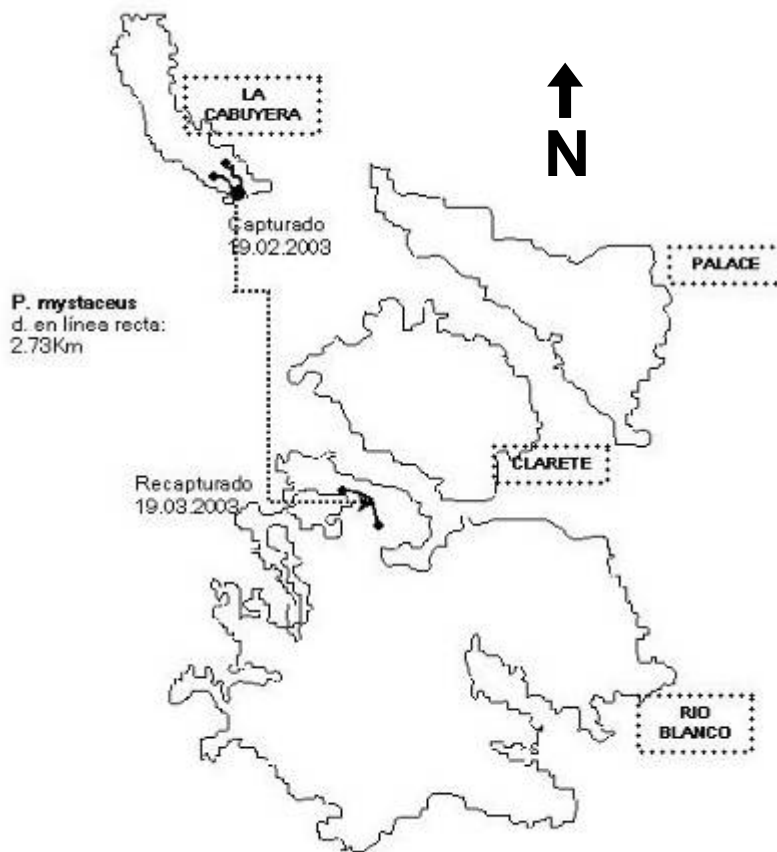 LA
CABUYERA
N
Capturado
19.02.2003
PALACE
P. mystaceus
d. en línea recta:
2.73Km
CLARETE
Recapturado
19.03.2003
RIO
BLANCO